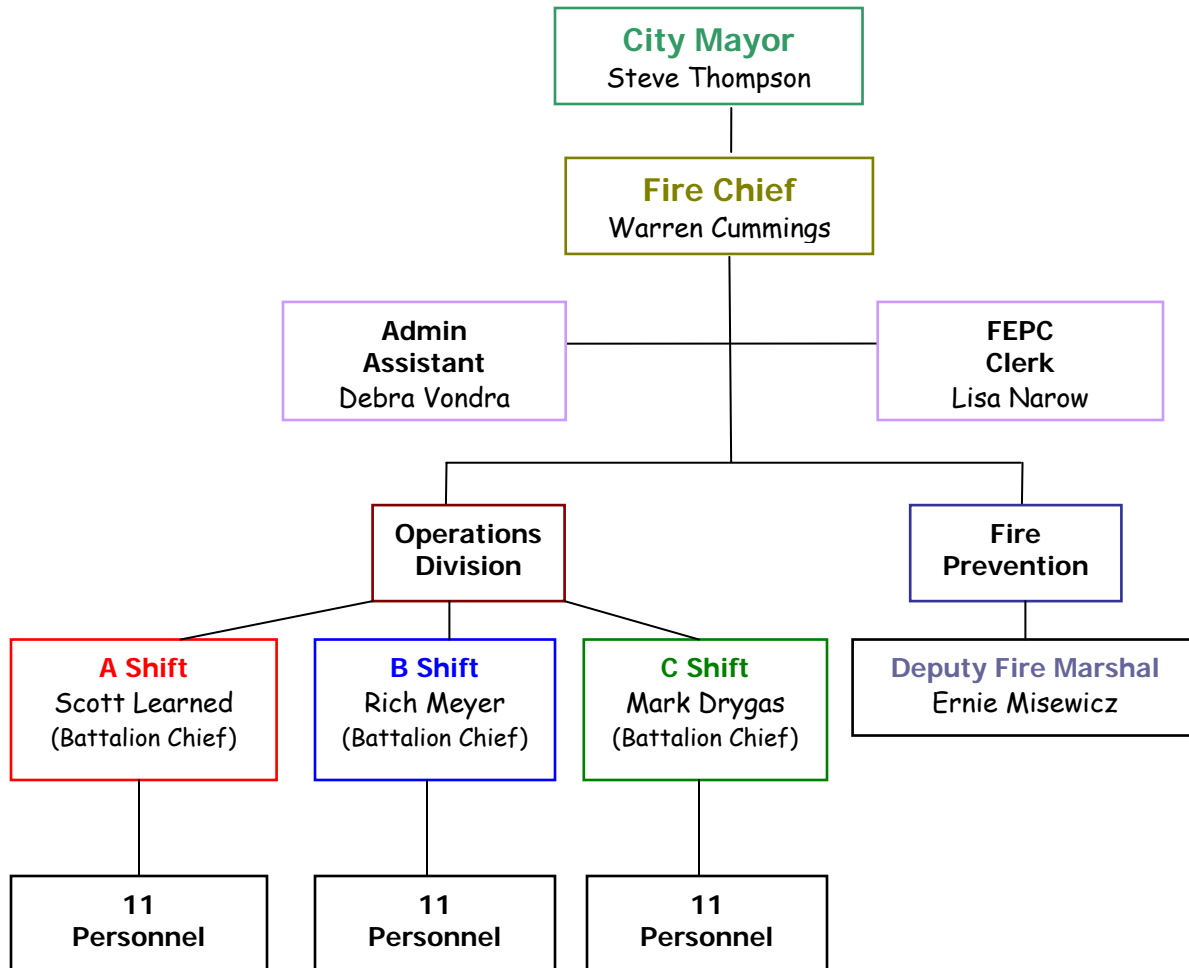 City Mayor
Steve Thompson
Fire Chief
Warren Cummings
Admin
Assistant
Debra Vondra
FEPC
Clerk
Lisa Narow
Operations
Division
Fire
Prevention
A Shift
Scott Learned
(Battalion Chief)
B Shift
Rich Meyer
(Battalion Chief)
C Shift
Mark Drygas
(Battalion Chief)
Deputy Fire Marshal
Ernie Misewicz
11
Personnel
11
Personnel
11
Personnel